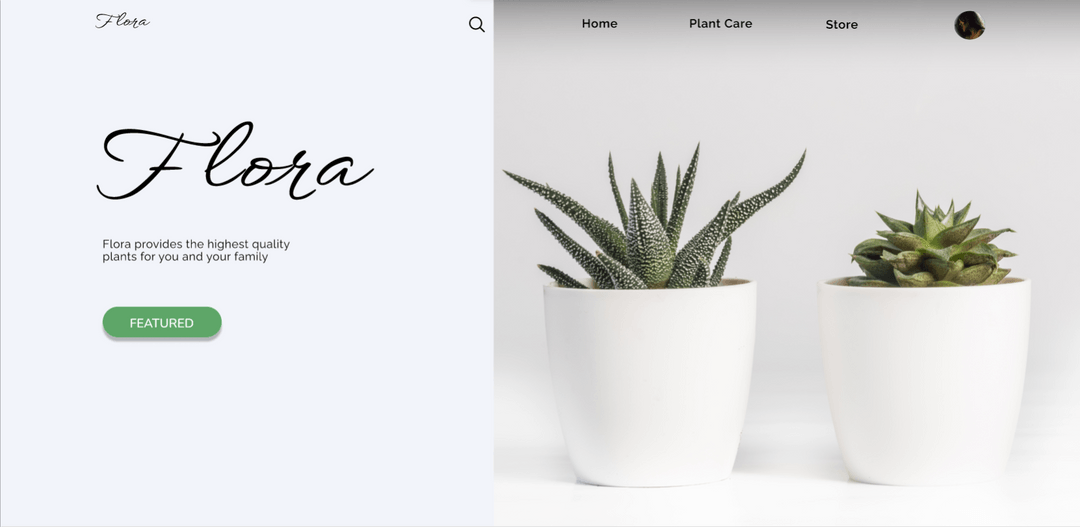 Flora
Home Plant Care Store
Flora
Flora provides the highest quality
plants for you and your family
FEATURED